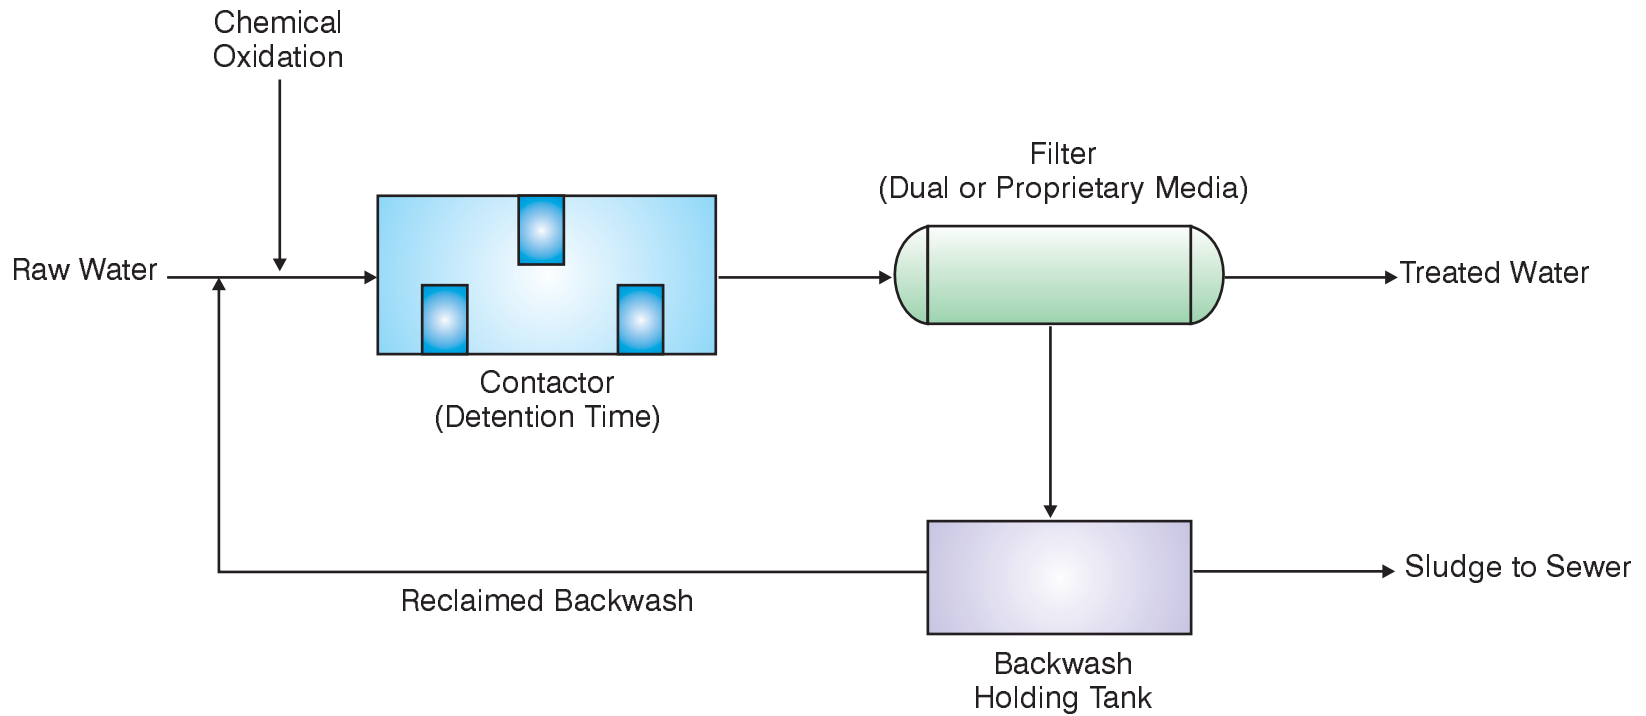 Chemical
Oxidation
Filter
(Dual or Proprietary Media)
Raw Water
Treated Water
Contactor
(Detention Time)
Sludge to Sewer
Reclaimed Backwash
Backwash
Holding Tank